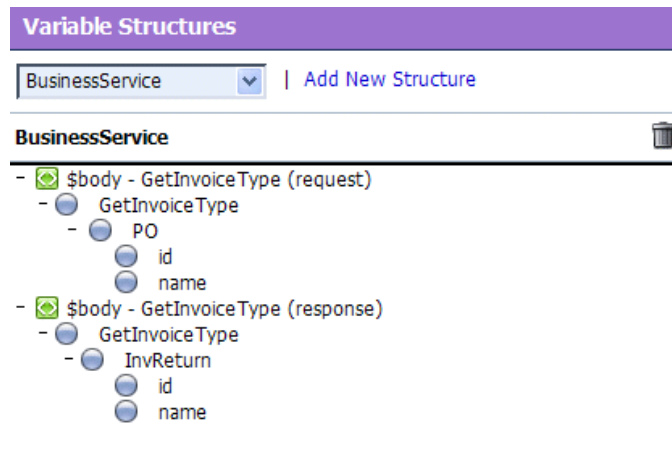 Variable Structures
BusinessService | Add New Structure
BusinessService
- $body - GetInvoiceType (request)
- GetInvoiceType
- PO
id
name
- $body - GetInvoiceType (response)
- GetInvoiceType
- InvReturn
id
name